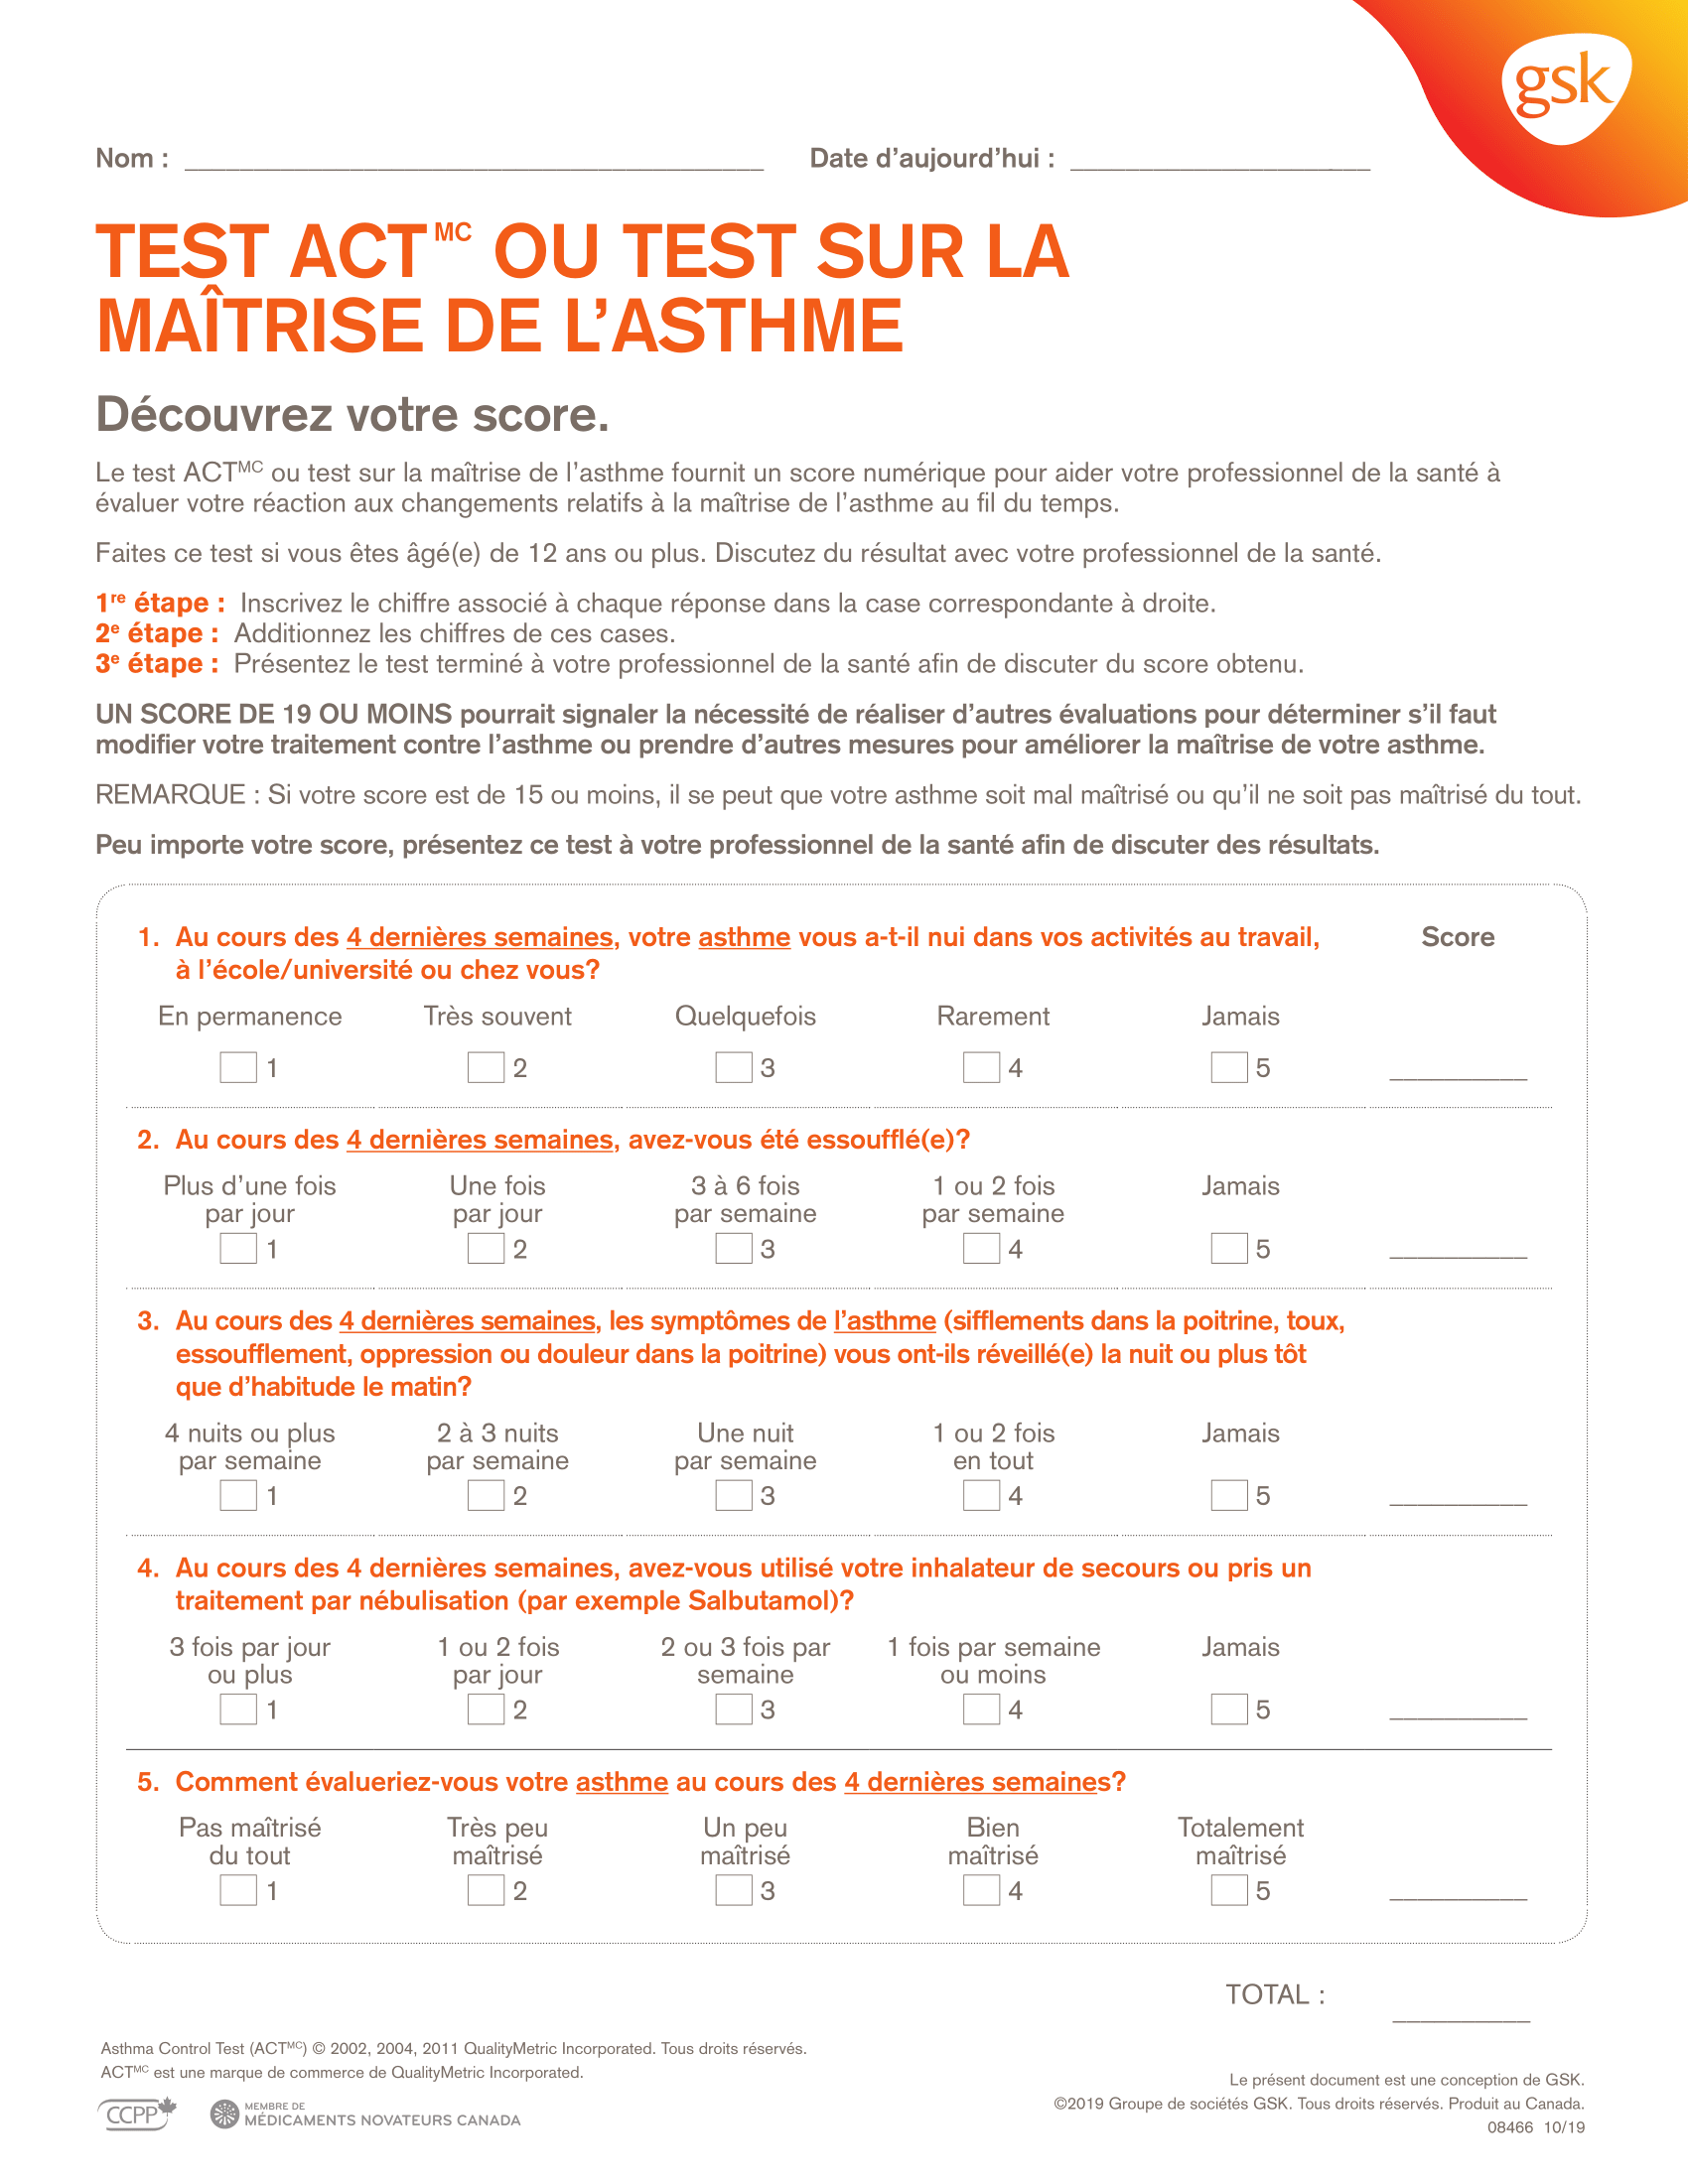 gsk
Nom : Date d’aujourd’hui :
TEST ACTMC OU TEST SUR LA
MAÎTRISE DE L’ASTHME
Découvrez votre score.
Le test ACTMC ou test sur la maîtrise de l’asthme fournit un score numérique pour aider votre professionnel de la santé à
évaluer votre réaction aux changements relatifs à la maîtrise de l’asthme au fil du temps.
Faites ce test si vous êtes âgé(e) de 12 ans ou plus. Discutez du résultat avec votre professionnel de la santé.
1re étape : Inscrivez le chiffre associé à chaque réponse dans la case correspondante à droite.
2e étape : Additionnez les chiffres de ces cases.
3e étape : Présentez le test terminé à votre professionnel de la santé afin de discuter du score obtenu.
UN SCORE DE 19 OU MOINS pourrait signaler la nécessité de réaliser d’autres évaluations pour déterminer s’il faut
modifier votre traitement contre l’asthme ou prendre d’autres mesures pour améliorer la maîtrise de votre asthme.
REMARQUE : Si votre score est de 15 ou moins, il se peut que votre asthme soit mal maîtrisé ou qu’il ne soit pas maîtrisé du tout.
Peu importe votre score, présentez ce test à votre professionnel de la santé afin de discuter des résultats.
1. Au cours des 4 dernières semaines, votre asthme vous a-t-il nui dans vos activités au travail, Score
à l’école/université ou chez vous?
En permanence Très souvent Quelquefois Rarement Jamais
1 2 3 4 5
2. Au cours des 4 dernières semaines, avez-vous été essoufflé(e)?
Plus d’une fois Une fois 3 à 6 fois 1 ou 2 fois Jamais
par jour par jour par semaine par semaine
1 2 3 4 5
3. Au cours des 4 dernières semaines, les symptômes de l’asthme (sifflements dans la poitrine, toux,
essoufflement, oppression ou douleur dans la poitrine) vous ont-ils réveillé(e) la nuit ou plus tôt
que d’habitude le matin?
4 nuits ou plus 2 à 3 nuits Une nuit 1 ou 2 fois Jamais
par semaine par semaine par semaine en tout
1 2 3 4 5
4. Au cours des 4 dernières semaines, avez-vous utilisé votre inhalateur de secours ou pris un
traitement par nébulisation (par exemple Salbutamol)?
3 fois par jour 1 ou 2 fois 2 ou 3 fois par 1 fois par semaine Jamais
ou plus par jour semaine ou moins
1 2 3 4 5
5. Comment évalueriez-vous votre asthme au cours des 4 dernières semaines?
Pas maîtrisé Très peu Un peu Bien Totalement
du tout maîtrisé maîtrisé maîtrisé maîtrisé
1 2 3 4 5
TOTAL :
Asthma Control Test (ACTMC) © 2002, 2004, 2011 QualityMetric Incorporated. Tous droits réservés.
ACTMC est une marque de commerce de QualityMetric Incorporated.
CCPP
MEMBRE DE
MÉDICAMENTS NOVATEURS CANADA
Le présent document est une conception de GSK.
©2019 Groupe de sociétés GSK. Tous droits réservés. Produit au Canada.
08466 10/19